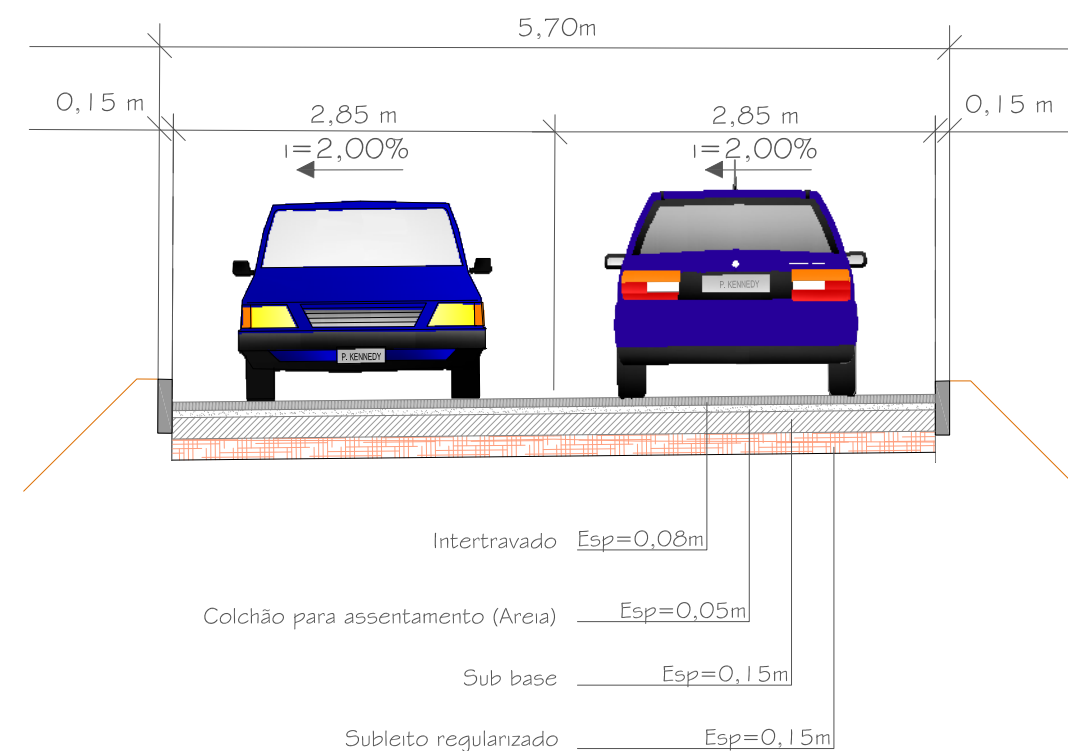 5,70m
0,15 m
2,85 m
2,85 m
0,15 m
i=2,00%
i=2,00%
P. KENNEDY
P. KENNEDY
Intertravado Esp=0,08m
Colchão para assentamento (Areia) Esp=0,05m
Sub base Esp=0,15m
Subleito regularizado Esp=0,15m